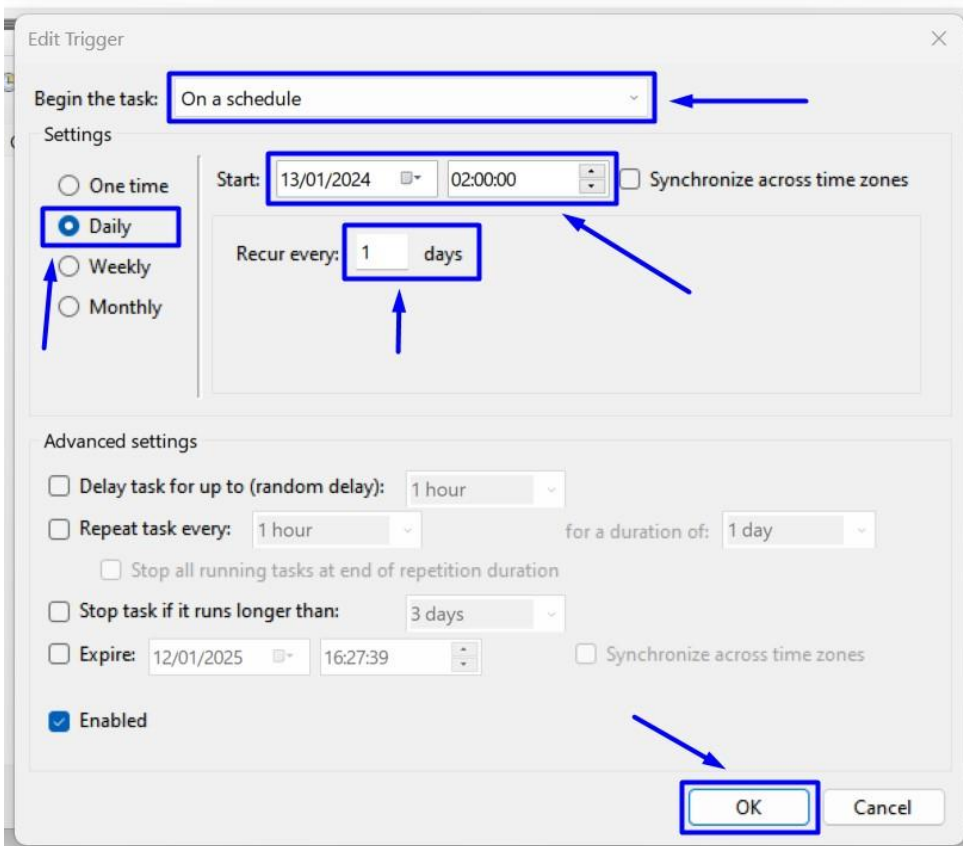 Edit Trigger
Begin the task: On a schedule
Settings
One time
Daily
Weekly
Monthly
Start: 13/01/2024 02:00:00 Synchronize across time zones
Recur every: 1 days
Advanced settings
Delay task for up to (random delay): 1 hour
Repeat task every: 1 hour for a duration of: 1 day
Stop all running tasks at end of repetition duration
Stop task if it runs longer than: 3 days
Expire: 12/01/2025 16:27:39 Synchronize across time zones
Enabled
OK Cancel